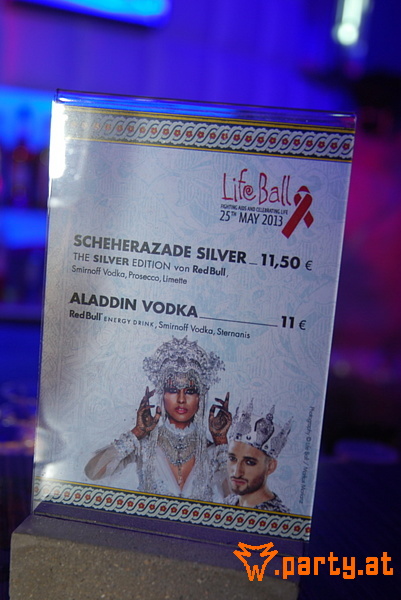 Life Ball
FIGHTING AIDS AND CELEBRATING LIFE
25TH MAY 2013
SCHEHERAZADE SILVER _ 11,50 €
THE SILVER EDITION von Red Bull,
Smirnoff Vodka, Prosecco, Limette
ALADDIN VODKA________ 11 €
Red Bull® ENERGY DRINK, Smirnoff Vodka, Sternanis
w.party.at